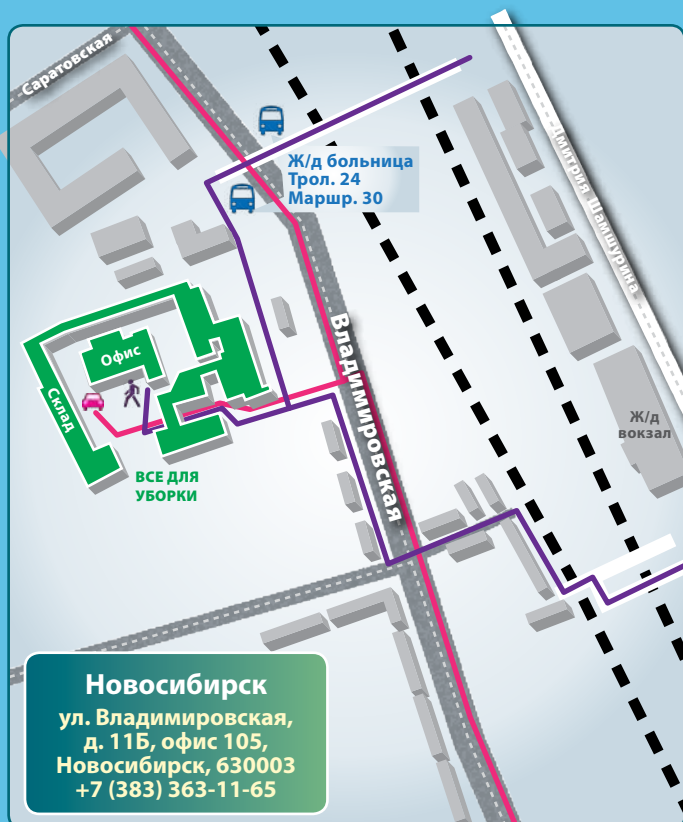 Саратовская
Ж/д больница
Трол. 24
Маршр. 30
Дмитрия Шамшурина
Владимировская
Офис
Склад
Ж/д
вокзал
ВСЕ ДЛЯ
УБОРКИ
Новосибирск
ул. Владимировская,
д. 11Б, офис 105,
Новосибирск, 630003
+7 (383) 363-11-65